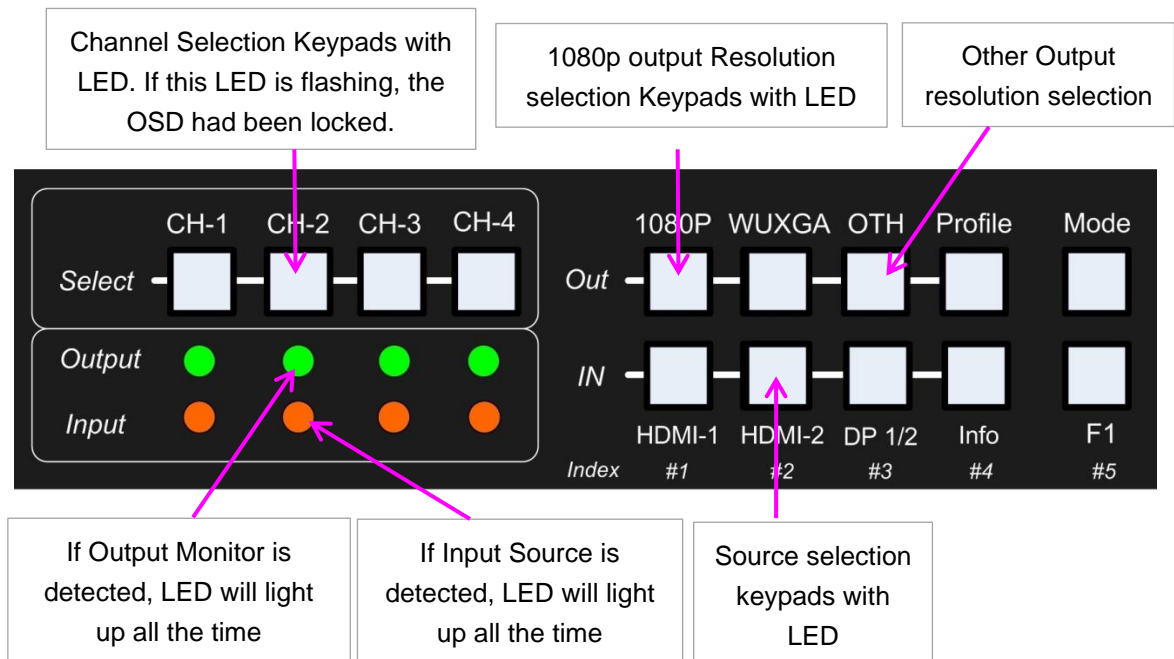 Channel Selection Keypads with
LED. If this LED is flashing, the
OSD had been locked.
1080p output Resolution
selection Keypads with LED
Other Output
resolution selection
CH-1 CH-2 CH-3 CH-4
Select
Output
Input
1080P WUXGA OTH Profile Mode
Out
IN
HDMI-1 HDMI-2 DP 1/2 Info F1
Index #1 #2 #3 #4 #5
If Output Monitor is
detected, LED will light
up all the time
If Input Source is
detected, LED will light
up all the time
Source selection
keypads with
LED